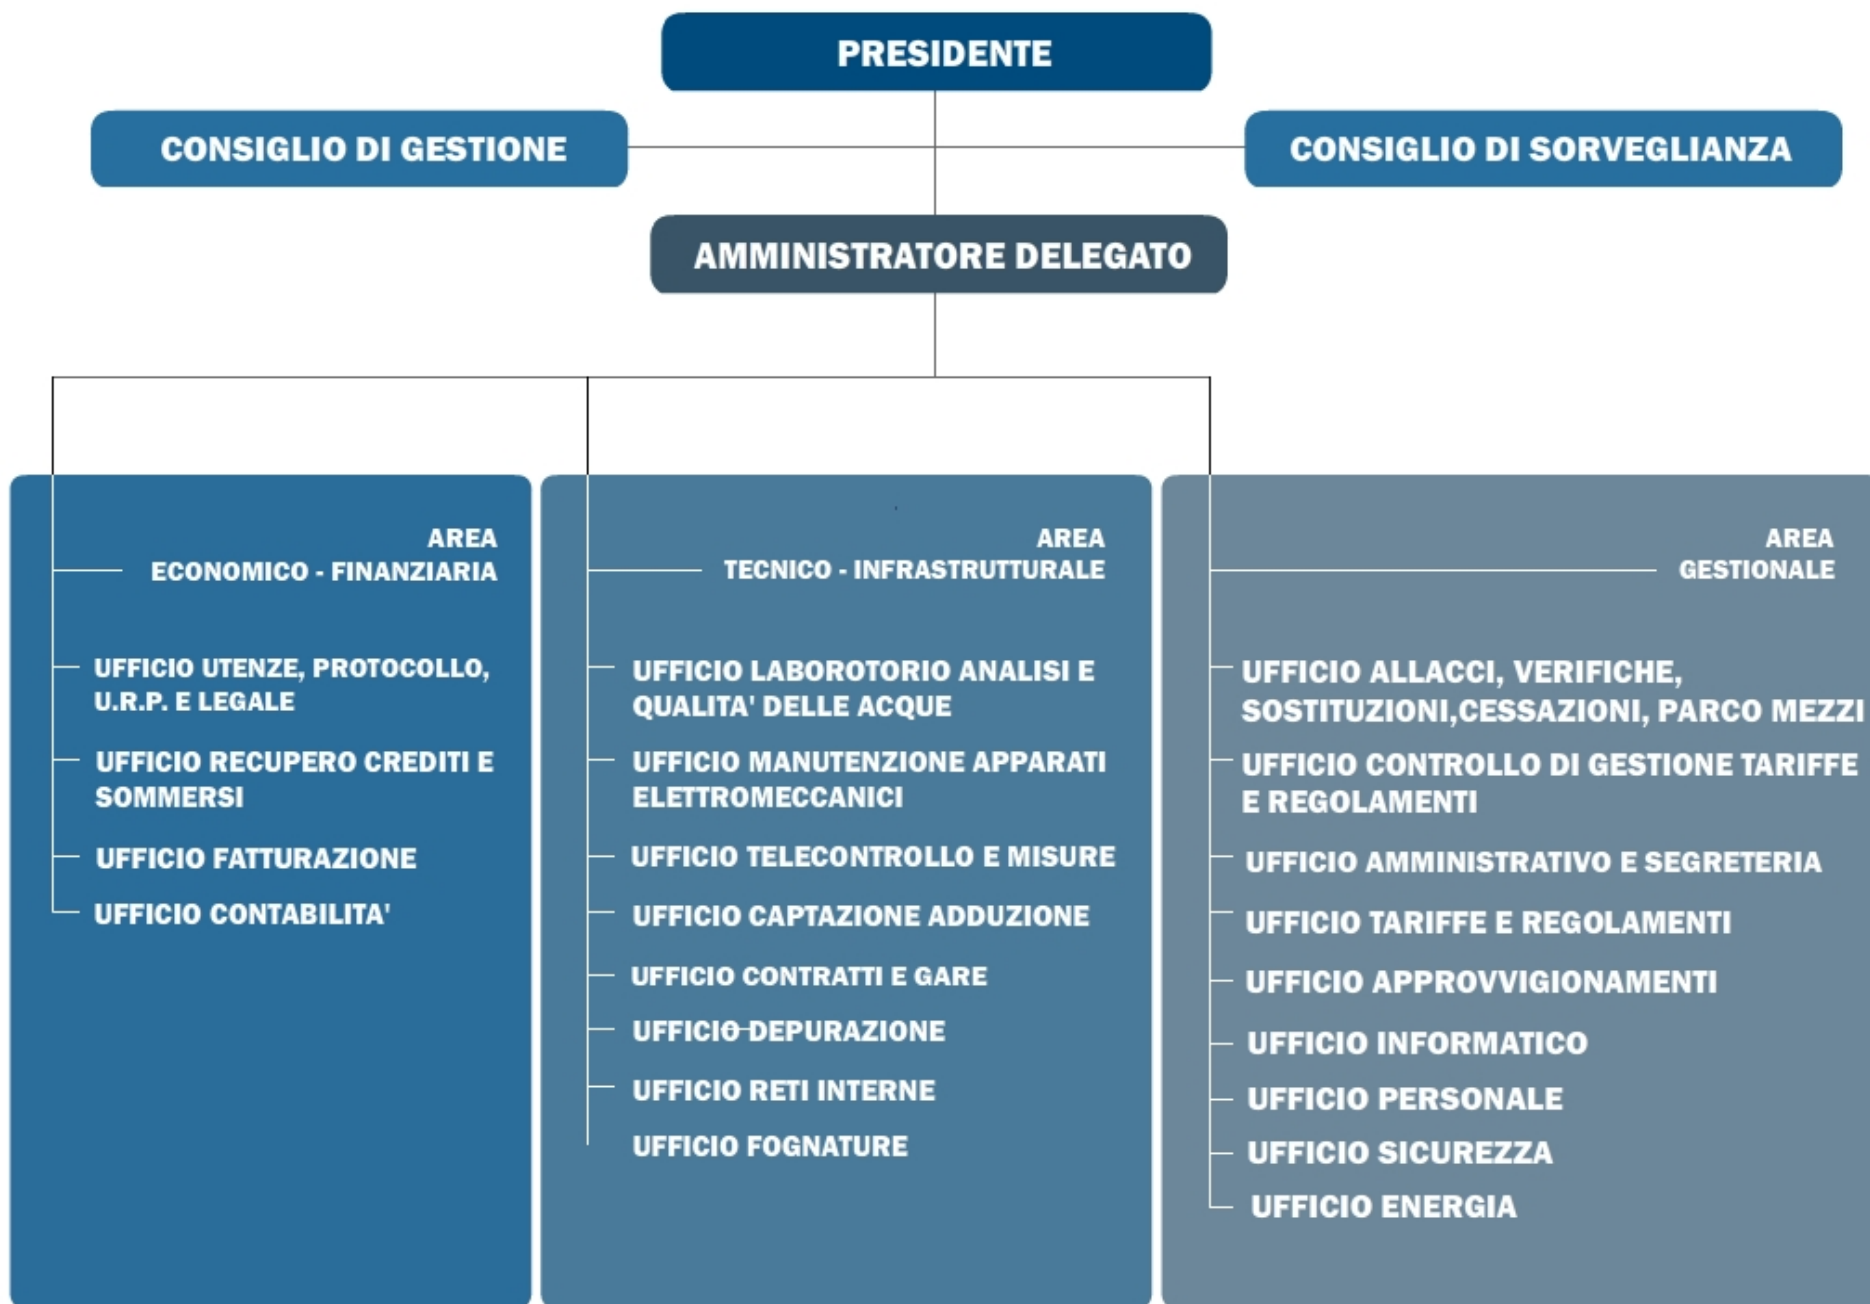 PRESIDENTE
CONSIGLIO DI GESTIONE
CONSIGLIO DI SORVEGLIANZA
AMMINISTRATORE DELEGATO
AREA
ECONOMICO - FINANZIARIA
UFFICIO UTENZE, PROTOCOLLO,
U.R.P. E LEGALE
UFFICIO RECUPERO CREDITI E
SOMMERSI
UFFICIO FATTURAZIONE
UFFICIO CONTABILITA'
AREA
TECNICO - INFRASTRUTTURALE
UFFICIO LABOROTORIO ANALISI E
QUALITA' DELLE ACQUE
UFFICIO MANUTENZIONE APPARATI
ELETTROMECCANICI
UFFICIO TELECONTROLLO E MISURE
UFFICIO CAPTAZIONE ADDUZIONE
UFFICIO CONTRATTI E GARE
UFFICIO DEPURAZIONE
UFFICIO RETI INTERNE
UFFICIO FOGNATURE
AREA
GESTIONALE
UFFICIO ALLACCI, VERIFICHE,
SOSTITUZIONI,CESSAZIONI, PARCO MEZZI
UFFICIO CONTROLLO DI GESTIONE TARIFFE
E REGOLAMENTI
UFFICIO AMMINISTRATIVO E SEGRETERIA
UFFICIO TARIFFE E REGOLAMENTI
UFFICIO APPROVVIGIONAMENTI
UFFICIO INFORMATICO
UFFICIO PERSONALE
UFFICIO SICUREZZA
UFFICIO ENERGIA